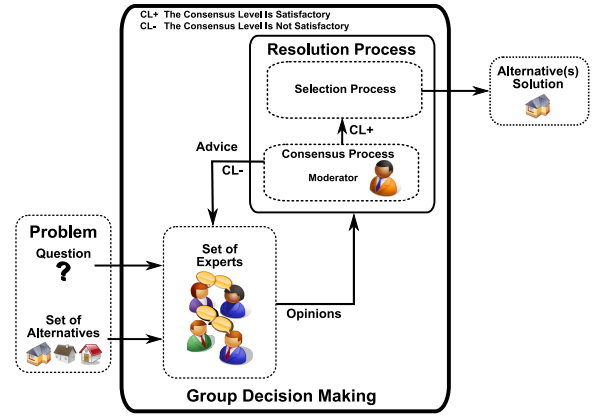 CL+ The Consensus Level Is Satisfactory
CL- The Consensus Level Is Not Satisfactory
Resolution Process
Selection Process
CL+
Consensus Process
Moderator
Alternative(s)
Solution
Advice
CL-
Problem
Question
?
Set of
Alternatives
Set of
Experts
Opinions
Group Decision Making